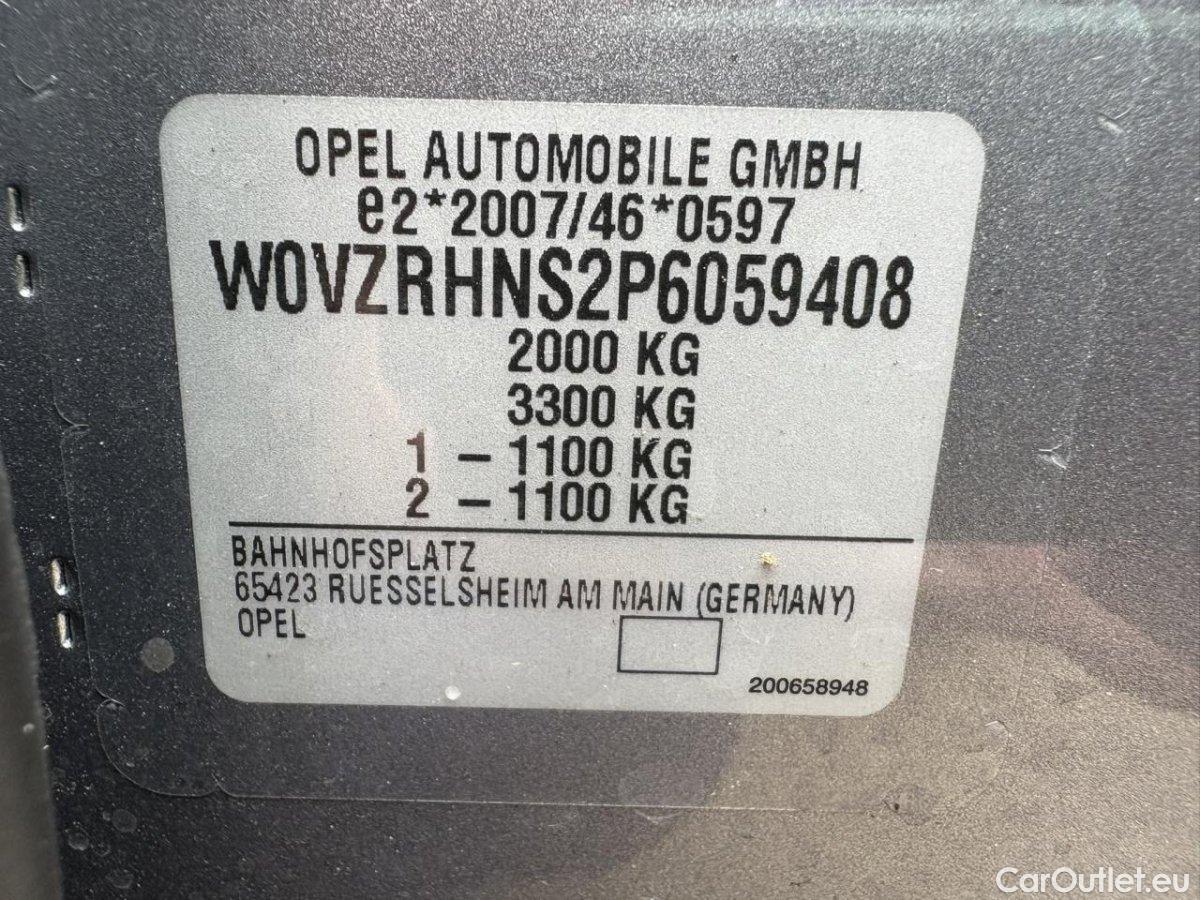 OPEL AUTOMOBILE GMBH
e2*2007/46*0597
W0VZRHNS2P6059408
2000 KG
3300 KG
1 – 1100 KG
2 – 1100 KG
BAHNHOFSPLATZ
65423 RUESSELSHEIM AM MAIN (GERMANY)
OPEL
200658948
CarOutlet.eu